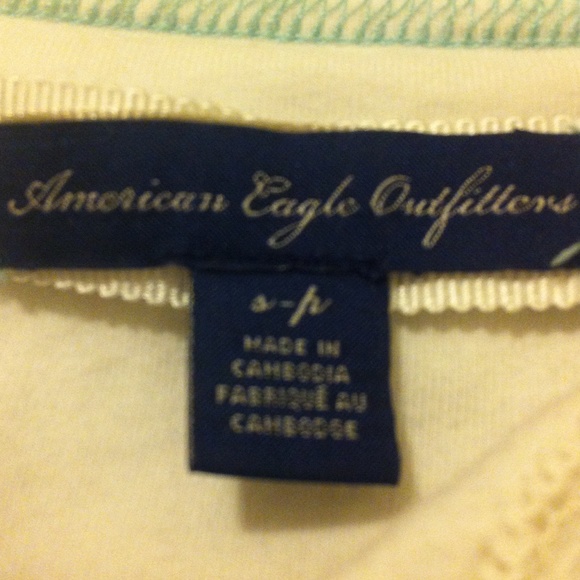 American Eagle Outfitters
s-p
MADE IN
CAMBODIA
FABRIQUÉ AU
CAMBODGE